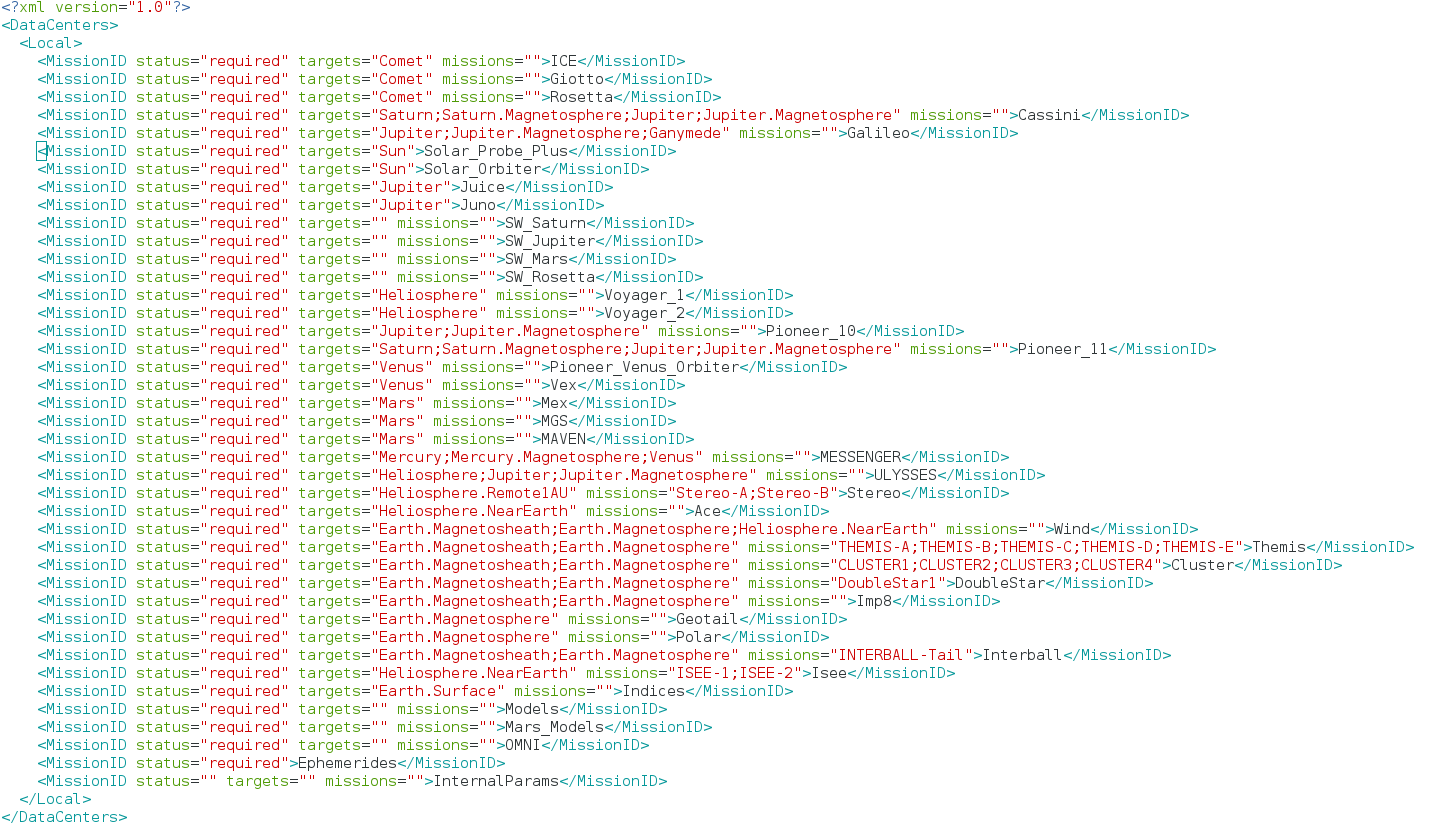 <?xml version="1.0"?>
<DataCenters>
  <Local>
    <MissionID status="required" targets="Comet" missions="">ICE</MissionID>
    <MissionID status="required" targets="Comet" missions="">Giotto</MissionID>
    <MissionID status="required" targets="Comet" missions="">Rosetta</MissionID>
    <MissionID status="required" targets="Saturn;Saturn.Magnetosphere;Jupiter;Jupiter.Magnetosphere" missions="">Cassini</MissionID>
    <MissionID status="required" targets="Jupiter;Jupiter.Magnetosphere;Ganymede" missions="">Galileo</MissionID>
    <MissionID status="required" targets="Sun">Solar_Probe_Plus</MissionID>
    <MissionID status="required" targets="Sun">Solar_Orbiter</MissionID>
    <MissionID status="required" targets="Jupiter">Juice</MissionID>
    <MissionID status="required" targets="Jupiter">Juno</MissionID>
    <MissionID status="required" targets="" missions="">SW_Saturn</MissionID>
    <MissionID status="required" targets="" missions="">SW_Jupiter</MissionID>
    <MissionID status="required" targets="" missions="">SW_Mars</MissionID>
    <MissionID status="required" targets="" missions="">SW_Rosetta</MissionID>
    <MissionID status="required" targets="Heliosphere" missions="">Voyager_1</MissionID>
    <MissionID status="required" targets="Heliosphere" missions="">Voyager_2</MissionID>
    <MissionID status="required" targets="Jupiter;Jupiter.Magnetosphere" missions="">Pioneer_10</MissionID>
    <MissionID status="required" targets="Saturn;Saturn.Magnetosphere;Jupiter;Jupiter.Magnetosphere" missions="">Pioneer_11</MissionID>
    <MissionID status="required" targets="Venus" missions="">Pioneer_Venus_Orbiter</MissionID>
    <MissionID status="required" targets="Venus" missions="">Vex</MissionID>
    <MissionID status="required" targets="Mars" missions="">Mex</MissionID>
    <MissionID status="required" targets="Mars" missions="">MGS</MissionID>
    <MissionID status="required" targets="Mars" missions="">MAVEN</MissionID>
    <MissionID status="required" targets="Mercury;Mercury.Magnetosphere;Venus" missions="">MESSENGER</MissionID>
    <MissionID status="required" targets="Heliosphere;Jupiter;Jupiter.Magnetosphere" missions="">ULYSSES</MissionID>
    <MissionID status="required" targets="Heliosphere.Remote1AU" missions="Stereo-A;Stereo-B">Stereo</MissionID>
    <MissionID status="required" targets="Heliosphere.NearEarth" missions="">Ace</MissionID>
    <MissionID status="required" targets="Earth.Magnetosheath;Earth.Magnetosphere;Heliosphere.NearEarth" missions="">Wind</MissionID>
    <MissionID status="required" targets="Earth.Magnetosheath;Earth.Magnetosphere" missions="THEMIS-A;THEMIS-B;THEMIS-C;THEMIS-D;THEMIS-E">Themis</MissionID>
    <MissionID status="required" targets="Earth.Magnetosheath;Earth.Magnetosphere" missions="CLUSTER1;CLUSTER2;CLUSTER3;CLUSTER4">Cluster</MissionID>
    <MissionID status="required" targets="Earth.Magnetosheath;Earth.Magnetosphere" missions="DoubleStar1">DoubleStar</MissionID>
    <MissionID status="required" targets="Earth.Magnetosheath;Earth.Magnetosphere" missions="">Imp8</MissionID>
    <MissionID status="required" targets="Earth.Magnetosphere" missions="">Geotail</MissionID>
    <MissionID status="required" targets="Earth.Magnetosphere" missions="">Polar</MissionID>
    <MissionID status="required" targets="Earth.Magnetosheath;Earth.Magnetosphere" missions="INTERBALL-Tail">Interball</MissionID>
    <MissionID status="required" targets="Heliosphere.NearEarth" missions="ISEE-1;ISEE-2">Isee</MissionID>
    <MissionID status="required" targets="Earth.Surface" missions="">Indices</MissionID>
    <MissionID status="required" targets="" missions="">Models</MissionID>
    <MissionID status="required" targets="" missions="">Mars_Models</MissionID>
    <MissionID status="required" targets="" missions="">OMNI</MissionID>
    <MissionID status="required">Ephemerides</MissionID>
    <MissionID status="" targets="" missions="">InternalParams</MissionID>
  </Local>
</DataCenters>